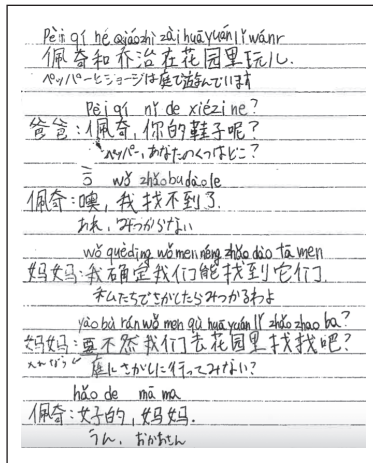 Pèi qí hé qiáozhì zài huāyuán lǐ wánr
佩奇和乔治在花园里玩儿.
ペッパーとジョージは庭で遊んでいます
Pèi qí nǐ de xiézi ne?
爸爸:佩奇,你的鞋子呢?
ペッパー、あなたのくつはどこ?
wǒ zhǎobudàole
佩奇:噢,我找不到了.
あれ、みつからない
wǒ quèdìng wǒmen néng zhǎo dào tāmen
妈妈:我确定我们能找到它们.
私たちでさがしたらみつかるわよ
yào bù rán wǒ men qù huā yuán lǐ zhǎo zhao ba?
妈妈:要不然我们去花园里找找吧?
庭にさがしに行ってみない?
hǎo de mā ma
佩奇:好的,妈妈.
うん、おかあさん